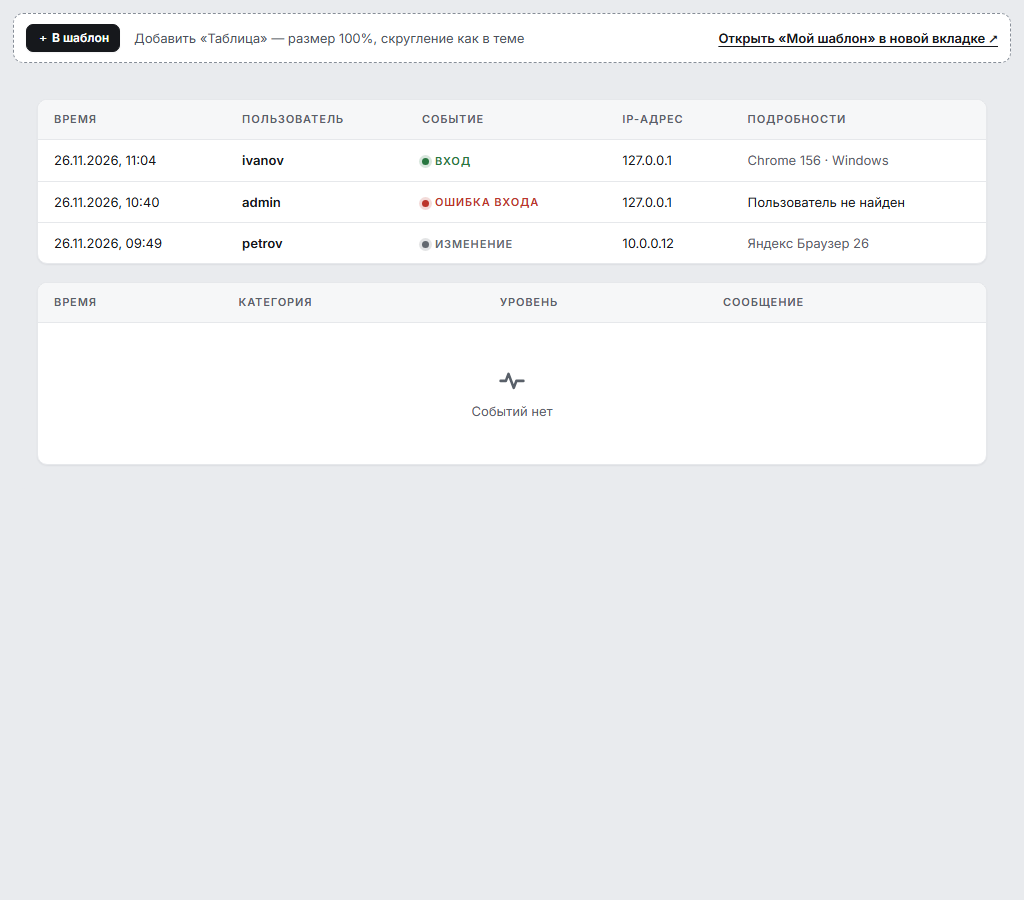 + В шаблон Добавить «Таблица» — размер 100%, скругление как в теме Открыть «Мой шаблон» в новой вкладке ↗
ВРЕМЯ ПОЛЬЗОВАТЕЛЬ СОБЫТИЕ IP-АДРЕС ПОДРОБНОСТИ
26.11.2026, 11:04 ivanov ВХОД 127.0.0.1 Chrome 156 · Windows
26.11.2026, 10:40 admin ОШИБКА ВХОДА 127.0.0.1 Пользователь не найден
26.11.2026, 09:49 petrov ИЗМЕНЕНИЕ 10.0.0.12 Яндекс Браузер 26
ВРЕМЯ КАТЕГОРИЯ УРОВЕНЬ СООБЩЕНИЕ
Событий нет